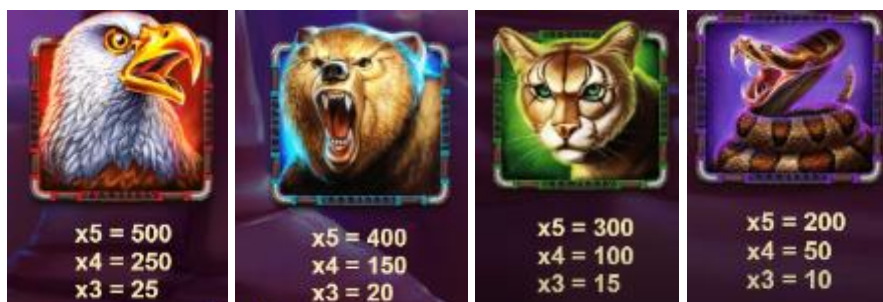 x5 = 500
x4 = 250
x3 = 25
x5 = 400
x4 = 150
x3 = 20
x5 = 300
x4 = 100
x3 = 15
x5 = 200
x4 = 50
x3 = 10